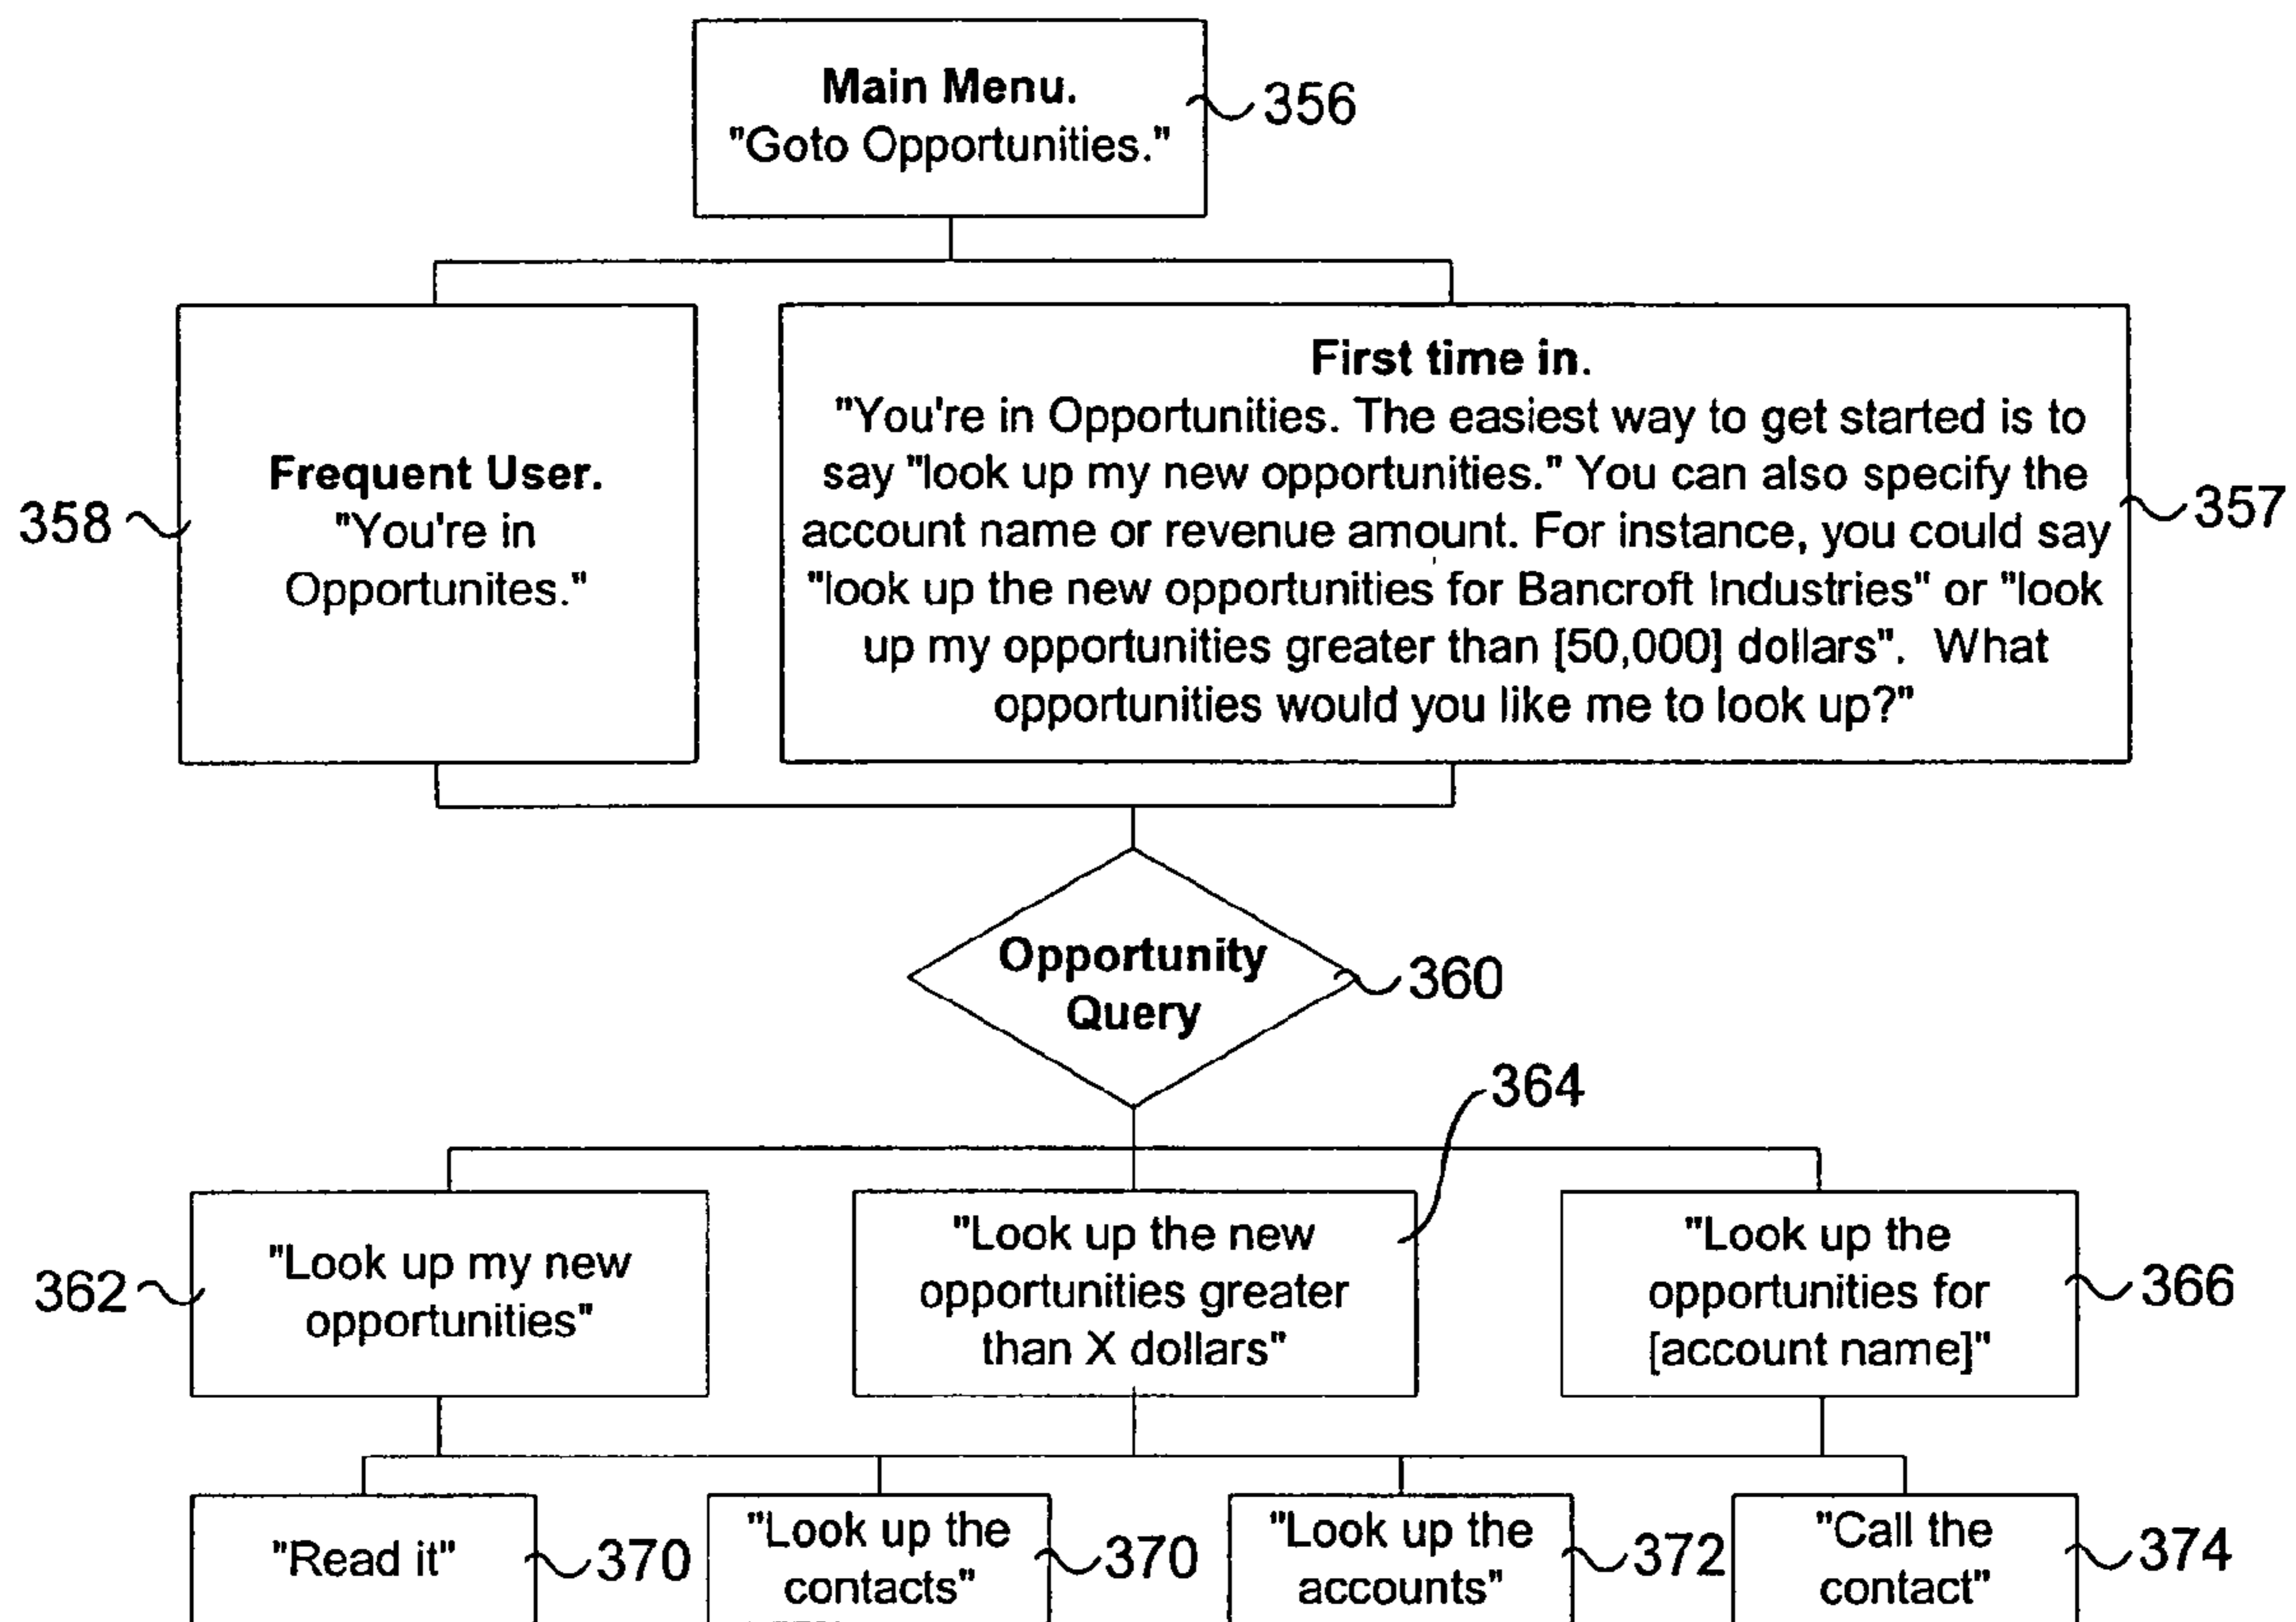 Main Menu.
"Goto Opportunities."
356
First time in.
"You're in Opportunities. The easiest way to get started is to
say "look up my new opportunities." You can also specify the
account name or revenue amount. For instance, you could say
"look up the new opportunities for Bancroft Industries" or "look
up my opportunities greater than [50,000] dollars".  What
opportunities would you like me to look up?"
357
Frequent User.
"You're in
Opportunites."
358
Opportunity
Query
360
364
"Look up my new
opportunities"
362
"Look up the new
opportunities greater
than X dollars"
"Look up the
opportunities for
[account name]"
366
"Read it"
370
"Look up the
contacts"
370
"Look up the
accounts"
372
"Call the
contact"
374